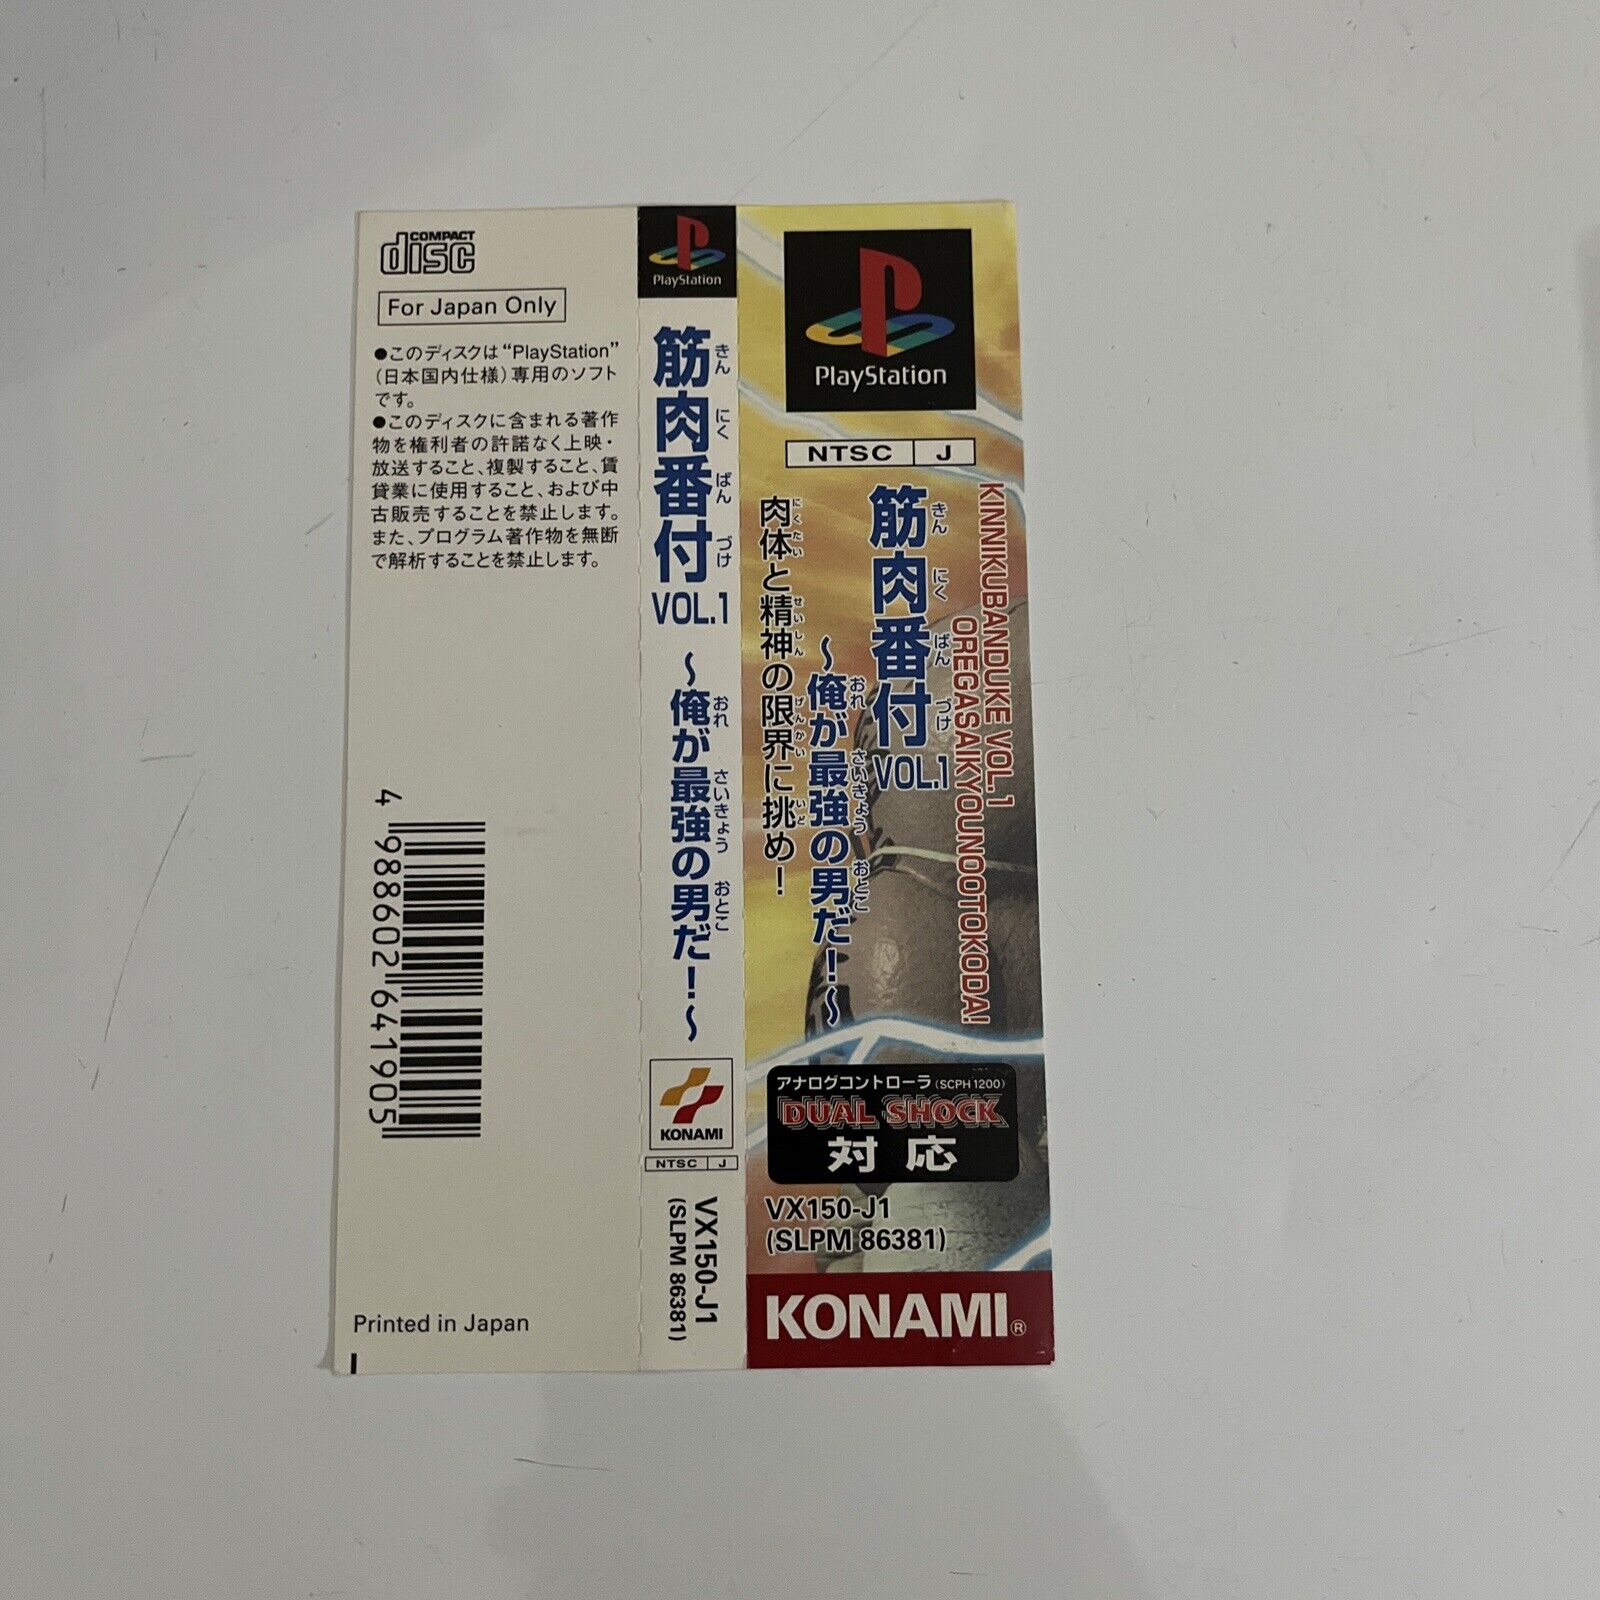 COMPACT
disc
For Japan Only
●このディスクは“PlayStation”
(日本国内仕様)専用のソフト
です。
●このディスクに含まれる著作
物を権利者の許諾なく上映・
放送すること、複製すること、賃
貸業に使用すること、および中
古販売することを禁止します。
また、プログラム著作物を無断
で解析することを禁止します。
4 988602 641905
Printed in Japan
PlayStation
筋肉番付 VOL.1
きん にく ばん づけ
〜俺が最強の男だ!〜
おれ さいきょう おとこ
KONAMI
NTSC J
VX150-J1
(SLPM 86381)
PlayStation
NTSC J
KINNIKUBANDUKE VOL.1
OREGASAIKYOUNOOTOKODA!
筋肉番付 VOL.1
きん にく ばん づけ
〜俺が最強の男だ!〜
おれ さいきょう おとこ
肉体と精神の限界に挑め!
にくたい せいしん げんかい いど
アナログコントローラ(SCPH 1200)
DUAL SHOCK
対応
VX150-J1
(SLPM 86381)
KONAMI®